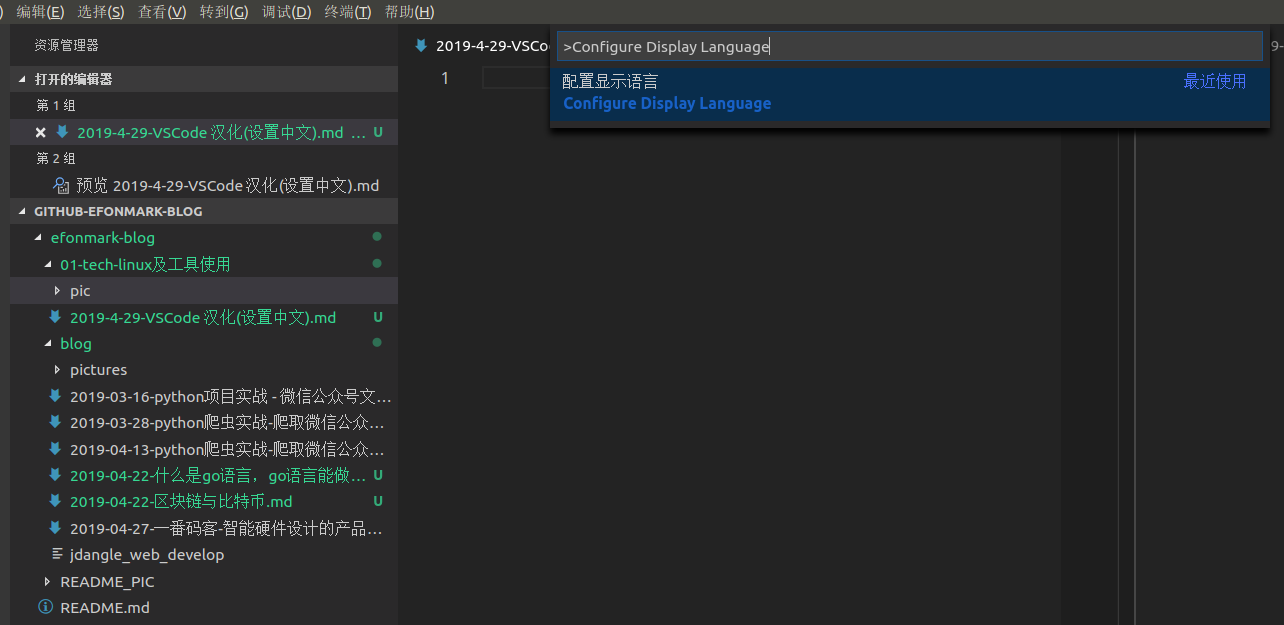 ) 编辑(E) 选择(S) 查看(V) 转到(G) 调试(D) 终端(T) 帮助(H)
资源管理器
打开的编辑器
第 1 组
2019-4-29-VSCode 汉化(设置中文).md ... U
第 2 组
预览 2019-4-29-VSCode 汉化(设置中文).md
GITHUB-EFONMARK-BLOG
efonmark-blog
01-tech-linux及工具使用
pic
2019-4-29-VSCode 汉化(设置中文).md U
blog
pictures
2019-03-16-python项目实战 - 微信公众号文...
2019-03-28-python爬虫实战-爬取微信公众...
2019-04-13-python爬虫实战-爬取微信公众...
2019-04-22-什么是go语言，go语言能做... U
2019-04-22-区块链与比特币.md U
2019-04-27-一番码客-智能硬件设计的产品...
jdangle_web_develop
README_PIC
README.md
2019-4-29-VSCo
1
>Configure Display Language
配置显示语言 最近使用
Configure Display Language
9-